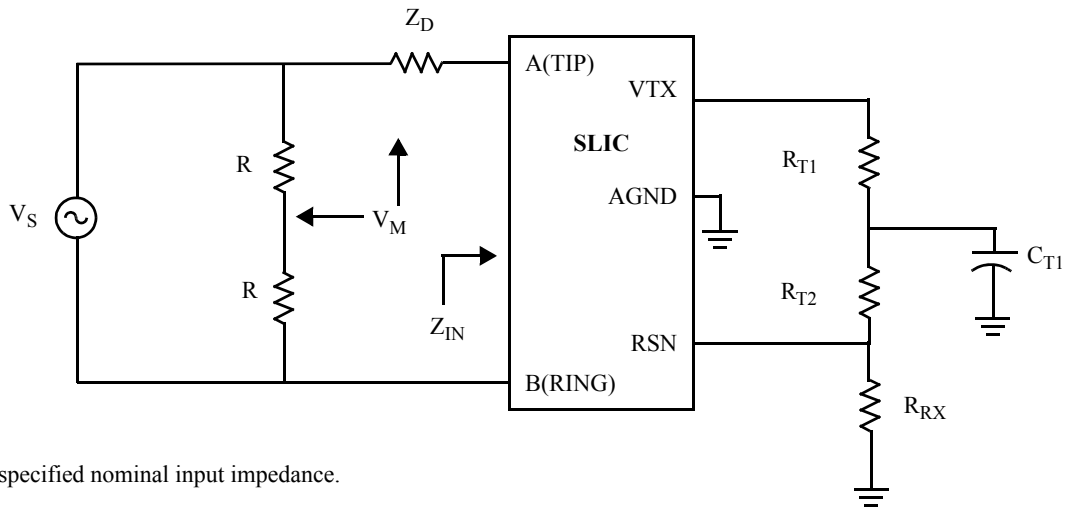 Z_D
A(TIP)
VTX
SLIC
R
R_T1
AGND
V_S
V_M
C_T1
R
R_T2
Z_IN
RSN
B(RING)
R_RX
specified nominal input impedance.